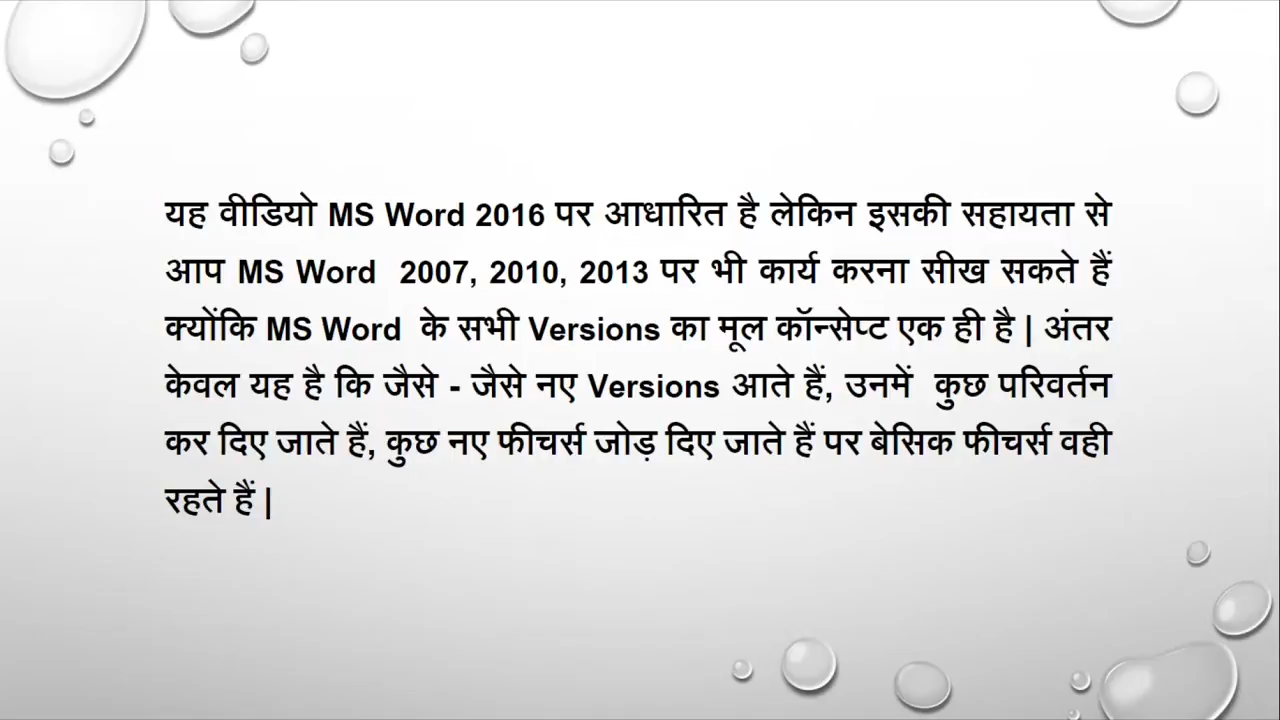 यह वीडियो MS Word 2016 पर आधारित है लेकिन इसकी सहायता से
आप MS Word 2007, 2010, 2013 पर भी कार्य करना सीख सकते हैं
क्योंकि MS Word के सभी Versions का मूल कॉन्सेप्ट एक ही है | अंतर
केवल यह है कि जैसे - जैसे नए Versions आते हैं, उनमें कुछ परिवर्तन
कर दिए जाते हैं, कुछ नए फीचर्स जोड़ दिए जाते हैं पर बेसिक फीचर्स वही
रहते हैं |